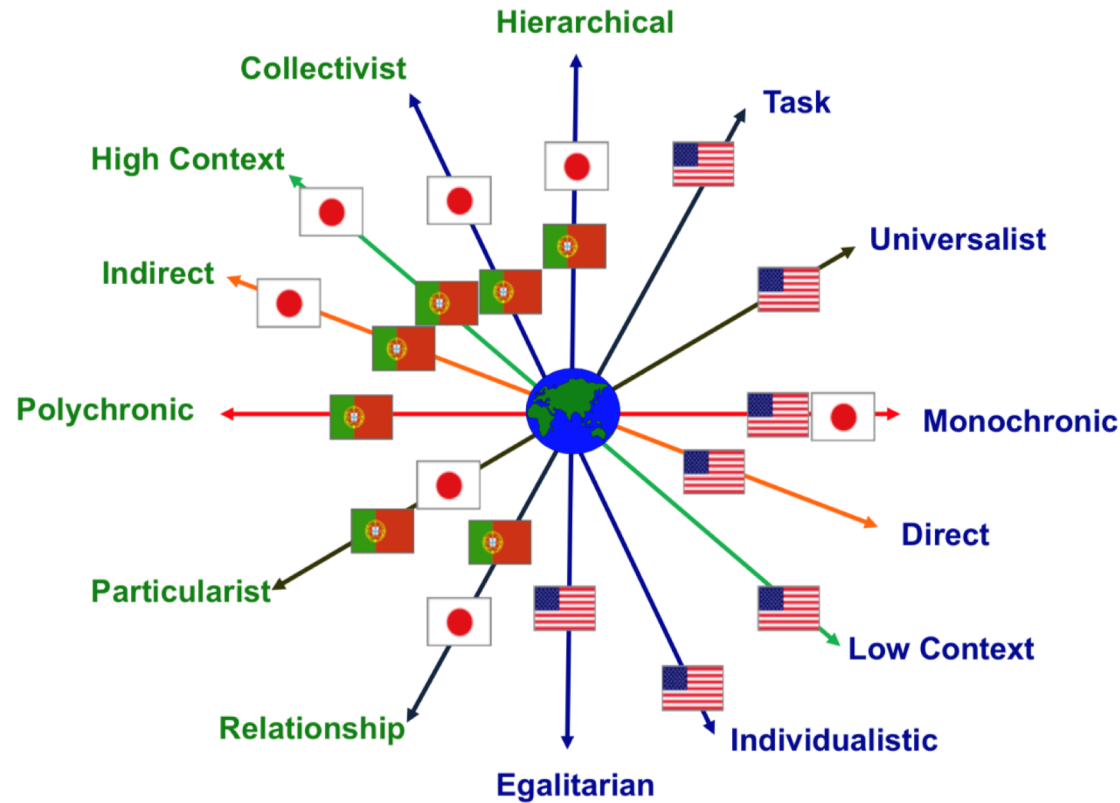 Hierarchical
Collectivist
Task
High Context
Universalist
Indirect
Polychronic
Monochronic
Direct
Particularist
Low Context
Relationship
Individualistic
Egalitarian